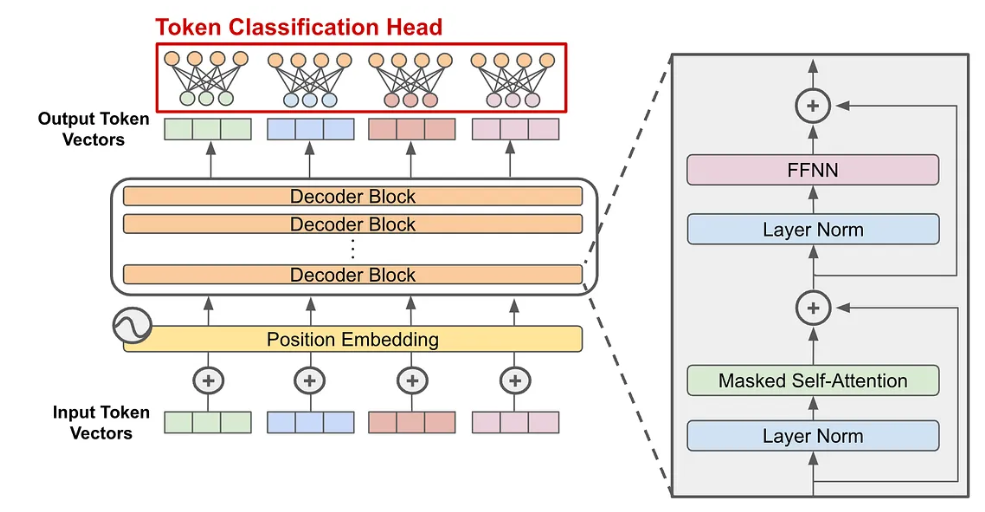 Token Classification Head
Output Token
Vectors
Decoder Block
Decoder Block
Decoder Block
Position Embedding
Input Token
Vectors
FFNN
Layer Norm
Masked Self-Attention
Layer Norm